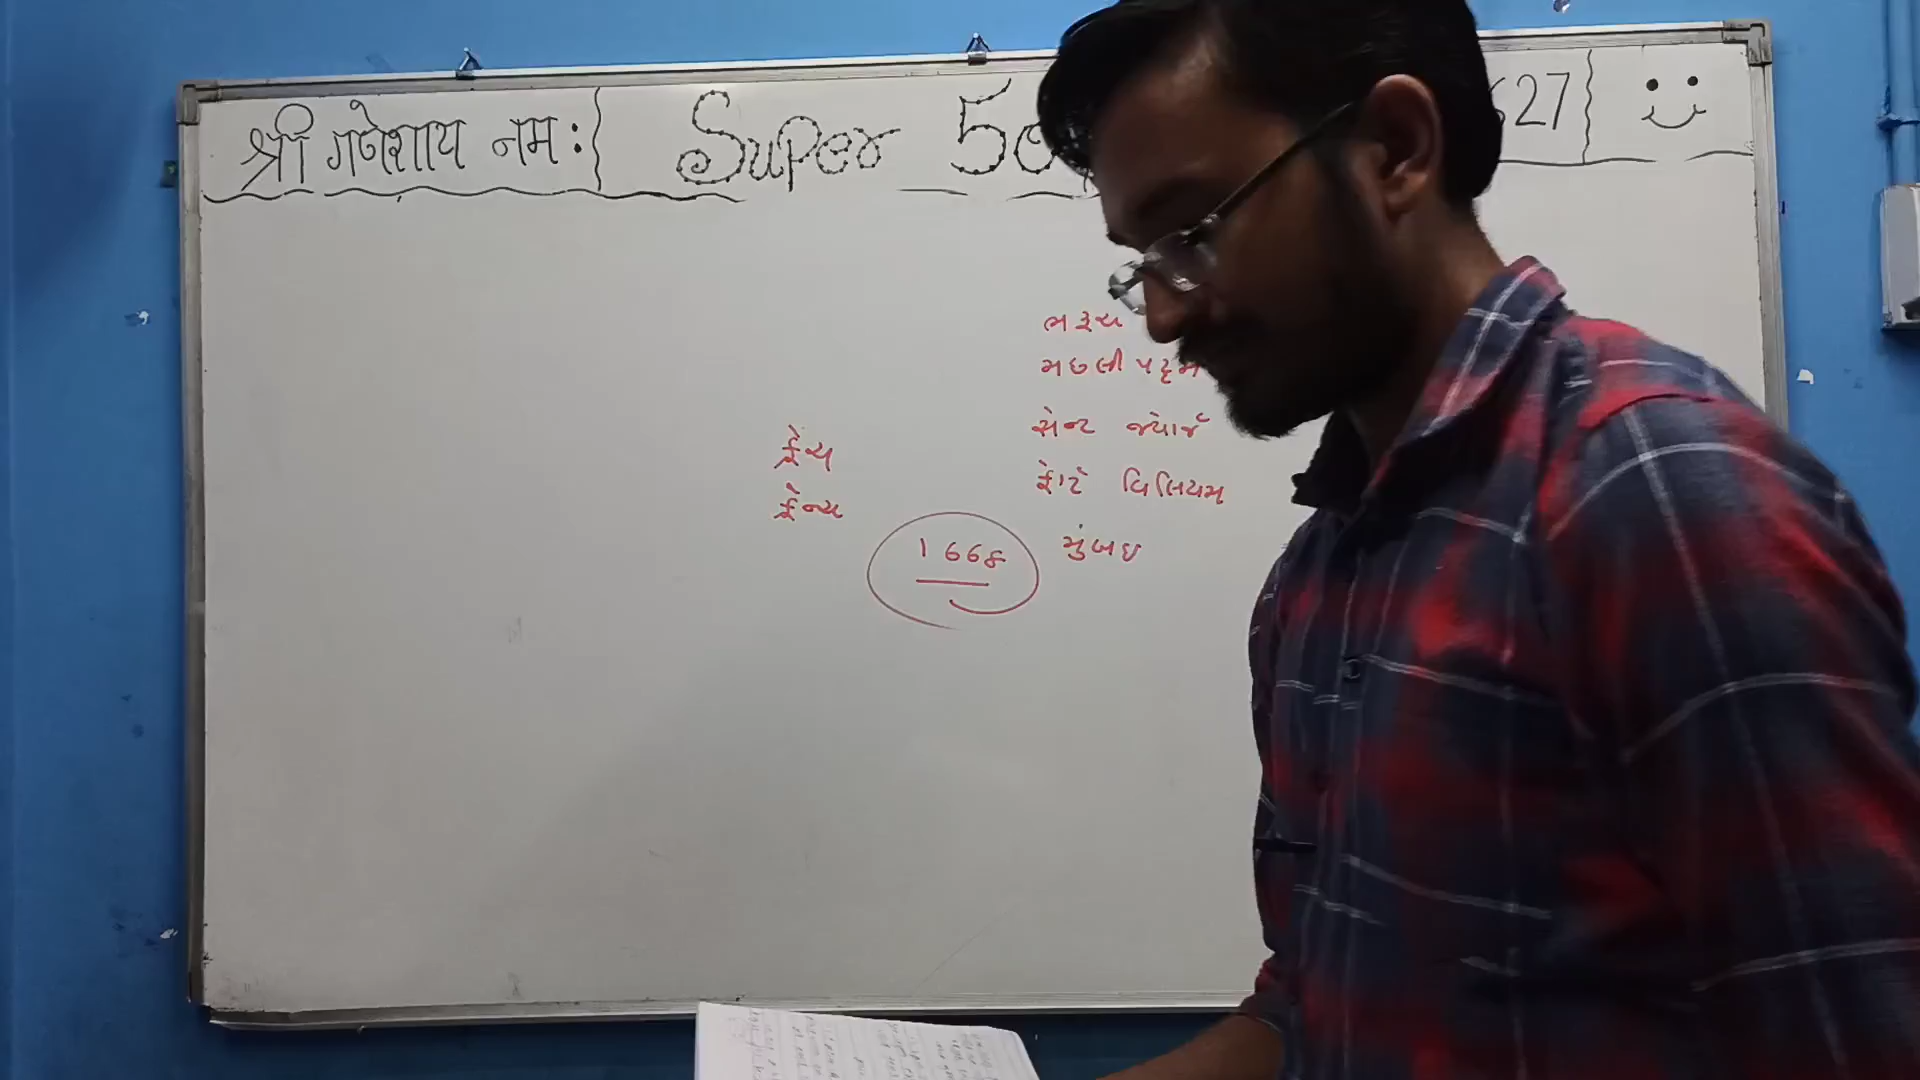 श्री गणेशाय नमः
Super 50
627
ભરૂચ
મછલીપટ્ટમ
સેન્ટ જ્યોર્જ
ફોર્ટ વિલિયમ
ફ્રેચ
ફ્રેન્ચ
1668 મુંબઇ